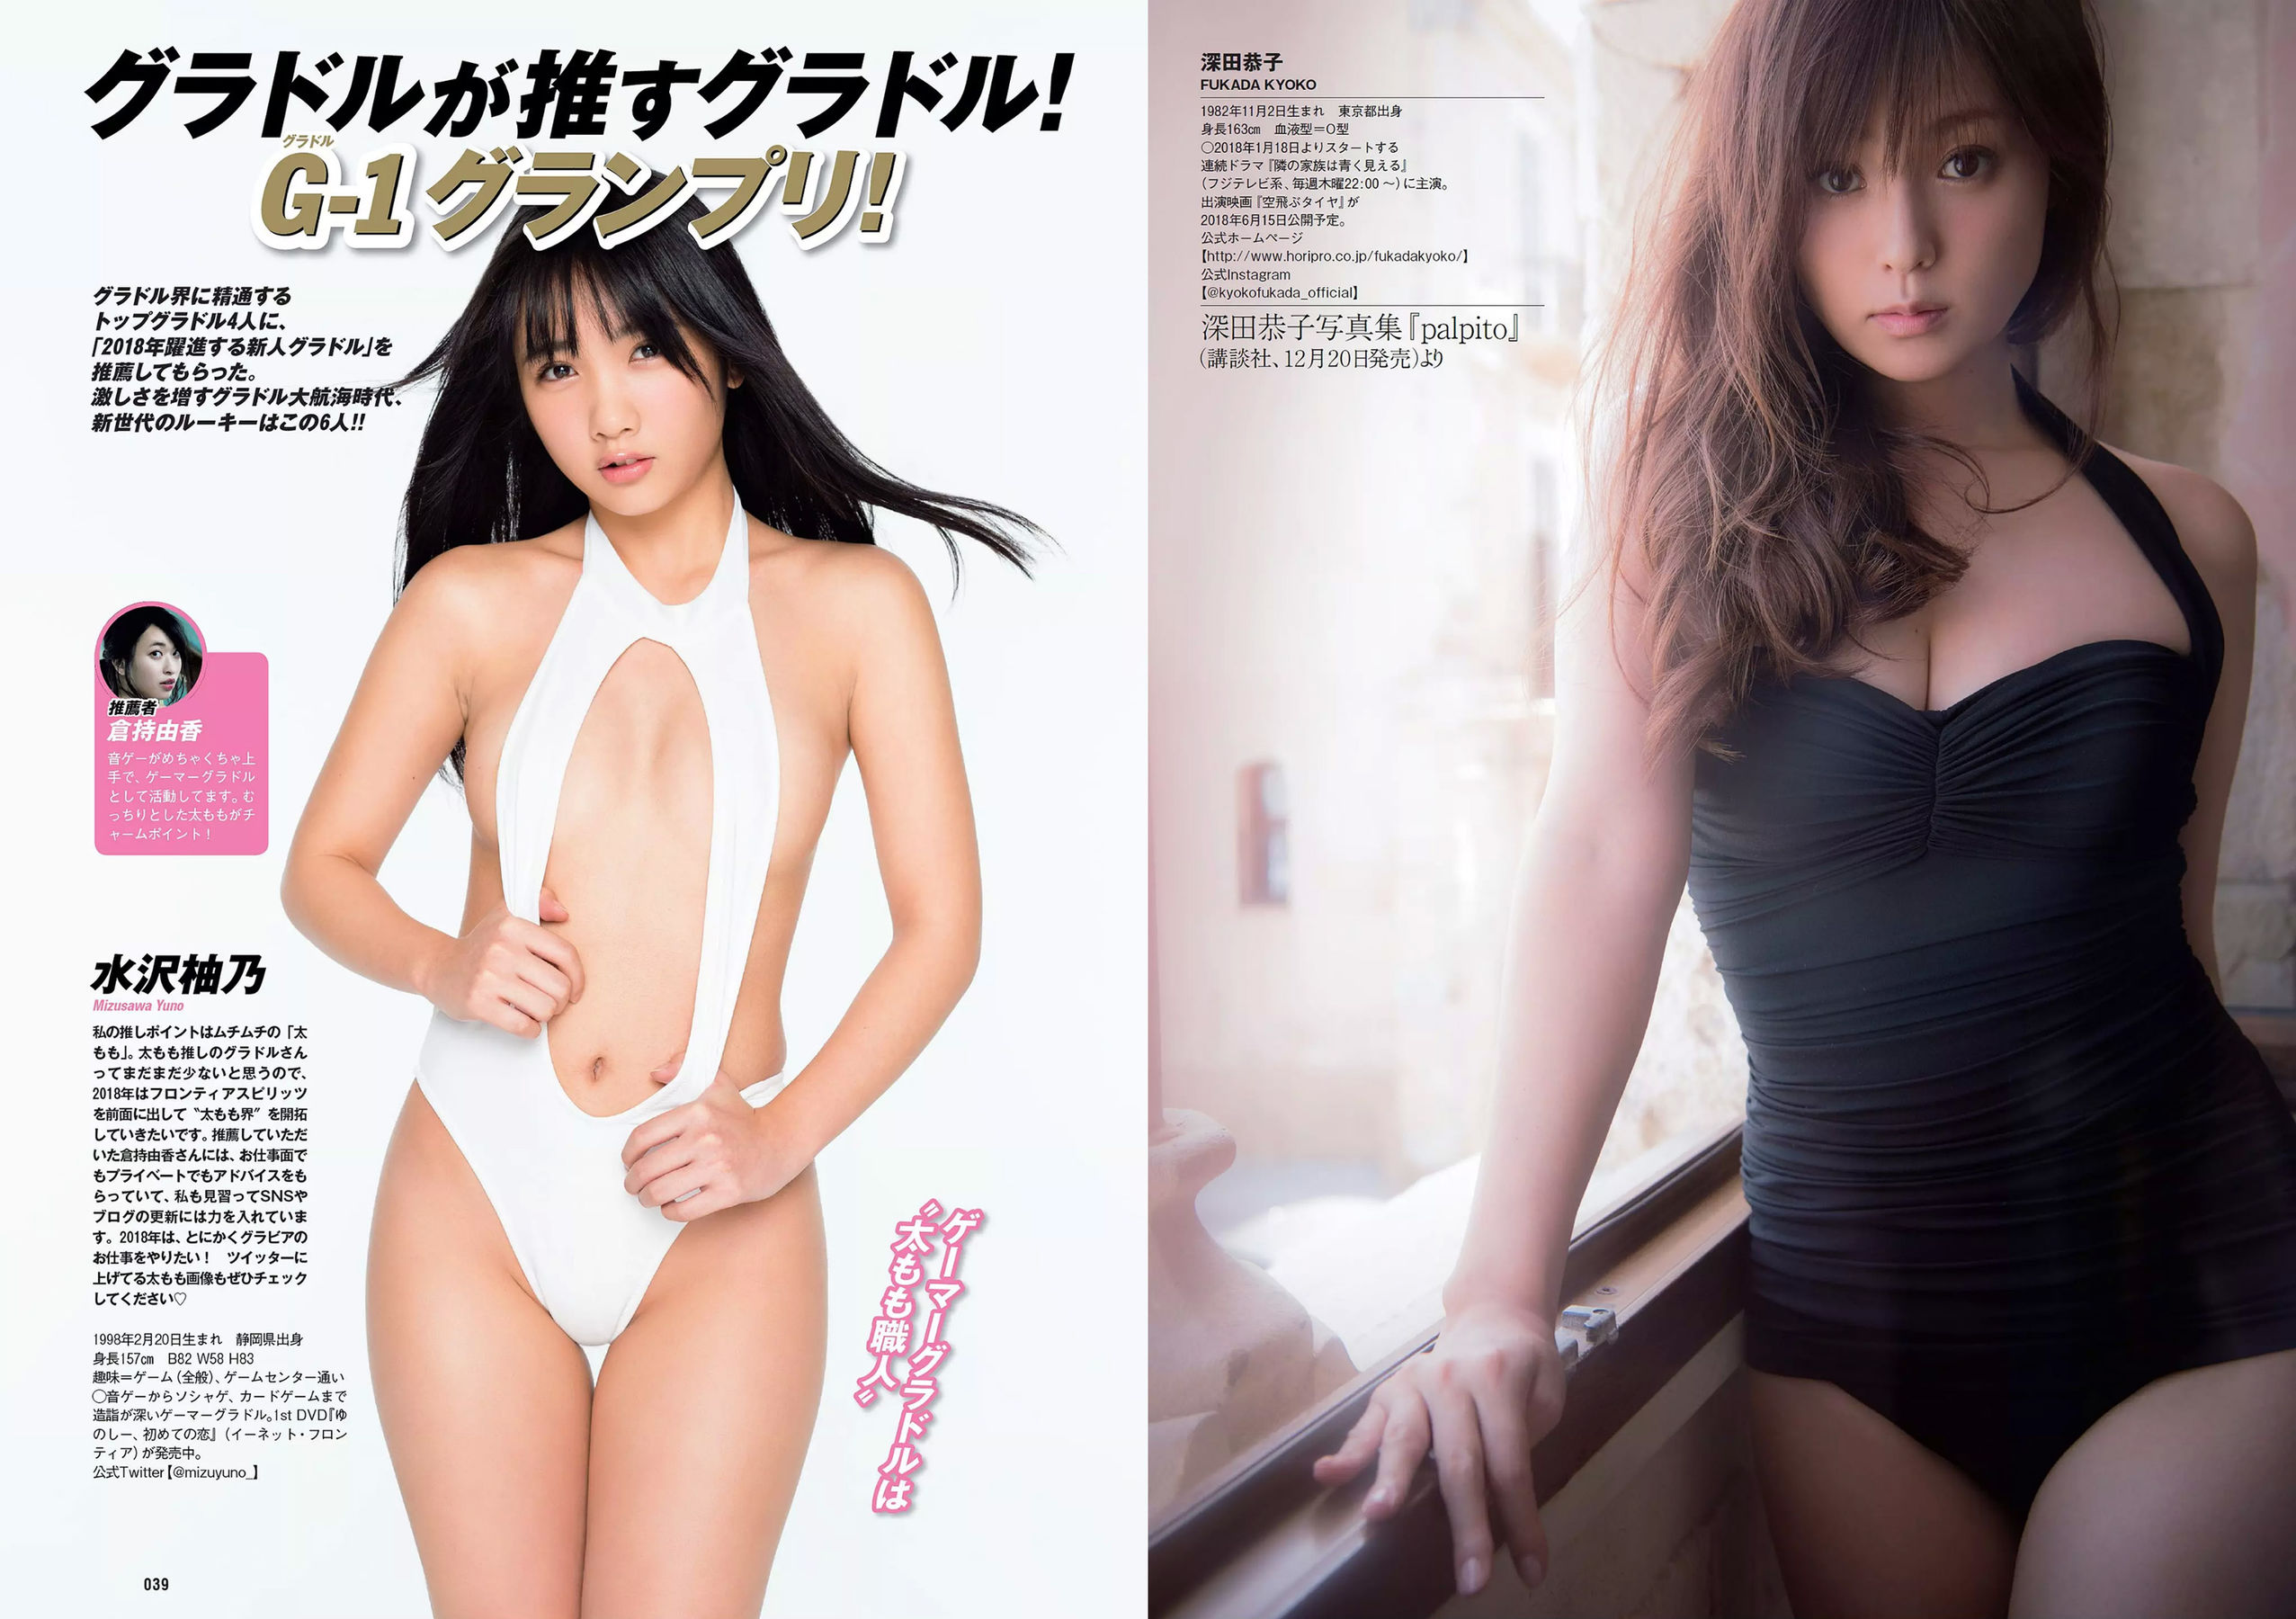 グラドルが推すグラドル!
グラドル
G-1グランプリ!
グラドル界に精通する
トップグラドル4人に、
「2018年躍進する新人グラドル」を
推薦してもらった。
激しさを増すグラドル大航海時代、
新世代のルーキーはこの6人!!
推薦者
倉持由香
音ゲーがめちゃくちゃ上
手で、ゲーマーグラドル
として活動してます。む
っちりとした太ももがチ
ャームポイント!
水沢柚乃
Mizusawa Yuno
私の推しポイントはムチムチの「太
もも」。太もも推しのグラドルさん
ってまだまだ少ないと思うので、
2018年はフロンティアスピリッツ
を前面に出して〝太もも界〟を開拓
していきたいです。推薦していただ
いた倉持由香さんには、お仕事面で
もプライベートでもアドバイスをも
らっていて、私も見習ってSNSや
ブログの更新には力を入れていま
す。2018年は、とにかくグラビアの
お仕事をやりたい! ツイッターに
上げてる太もも画像もぜひチェック
してください♡
1998年2月20日生まれ 静岡県出身
身長157㎝ B82 W58 H83
趣味=ゲーム(全般)、ゲームセンター通い
○音ゲーからソシャゲ、カードゲームまで
造詣が深いゲーマーグラドル。1st DVD『ゆ
のしー、初めての恋』(イーネット・フロン
ティア)が発売中。
公式Twitter【@mizuyuno_】
ゲーマーグラドルは
〝太もも職人〟
039
深田恭子
FUKADA KYOKO
1982年11月2日生まれ 東京都出身
身長163㎝ 血液型=O型
○2018年1月18日よりスタートする
連続ドラマ『隣の家族は青く見える』
(フジテレビ系、毎週木曜22:00～)に主演。
出演映画『空飛ぶタイヤ』が
2018年6月15日公開予定。
公式ホームページ
【http://www.horipro.co.jp/fukadakyoko/】
公式Instagram
【@kyokofukada_official】
深田恭子写真集『palpito』
(講談社、12月20日発売)より